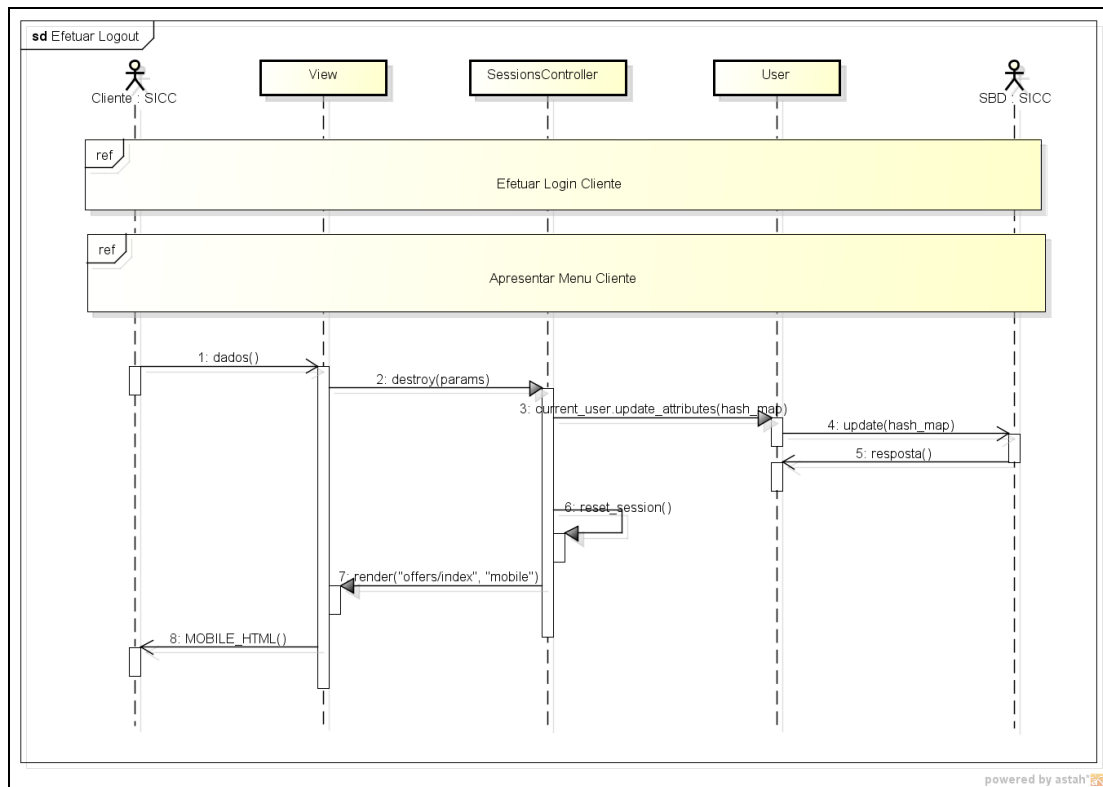 sd Efetuar Logout
View
SessionsController
User
Cliente : SICC
SBD : SICC
ref
Efetuar Login Cliente
ref
Apresentar Menu Cliente
1: dados()
2: destroy(params)
3: current_user.update_attributes(hash_map)
4: update(hash_map)
5: resposta()
6: reset_session()
7: render("offers/index", "mobile")
8: MOBILE_HTML()
powered by astah*